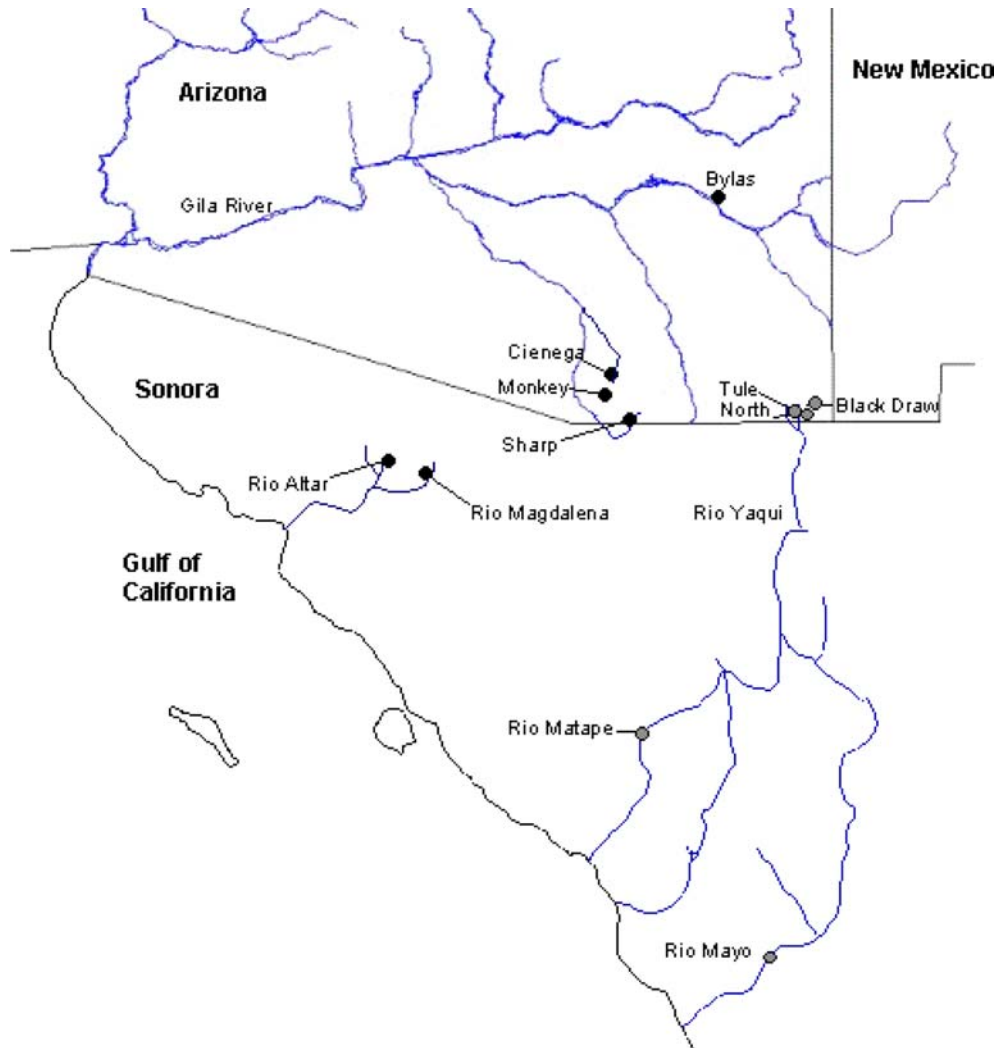 New Mexico
Arizona
Bylas
Gila River
Cienega
Sonora
Monkey
Tule
North
Black Draw
Sharp
Rio Altar
Rio Magdalena
Rio Yaqui
Gulf of
California
Rio Matape
Rio Mayo